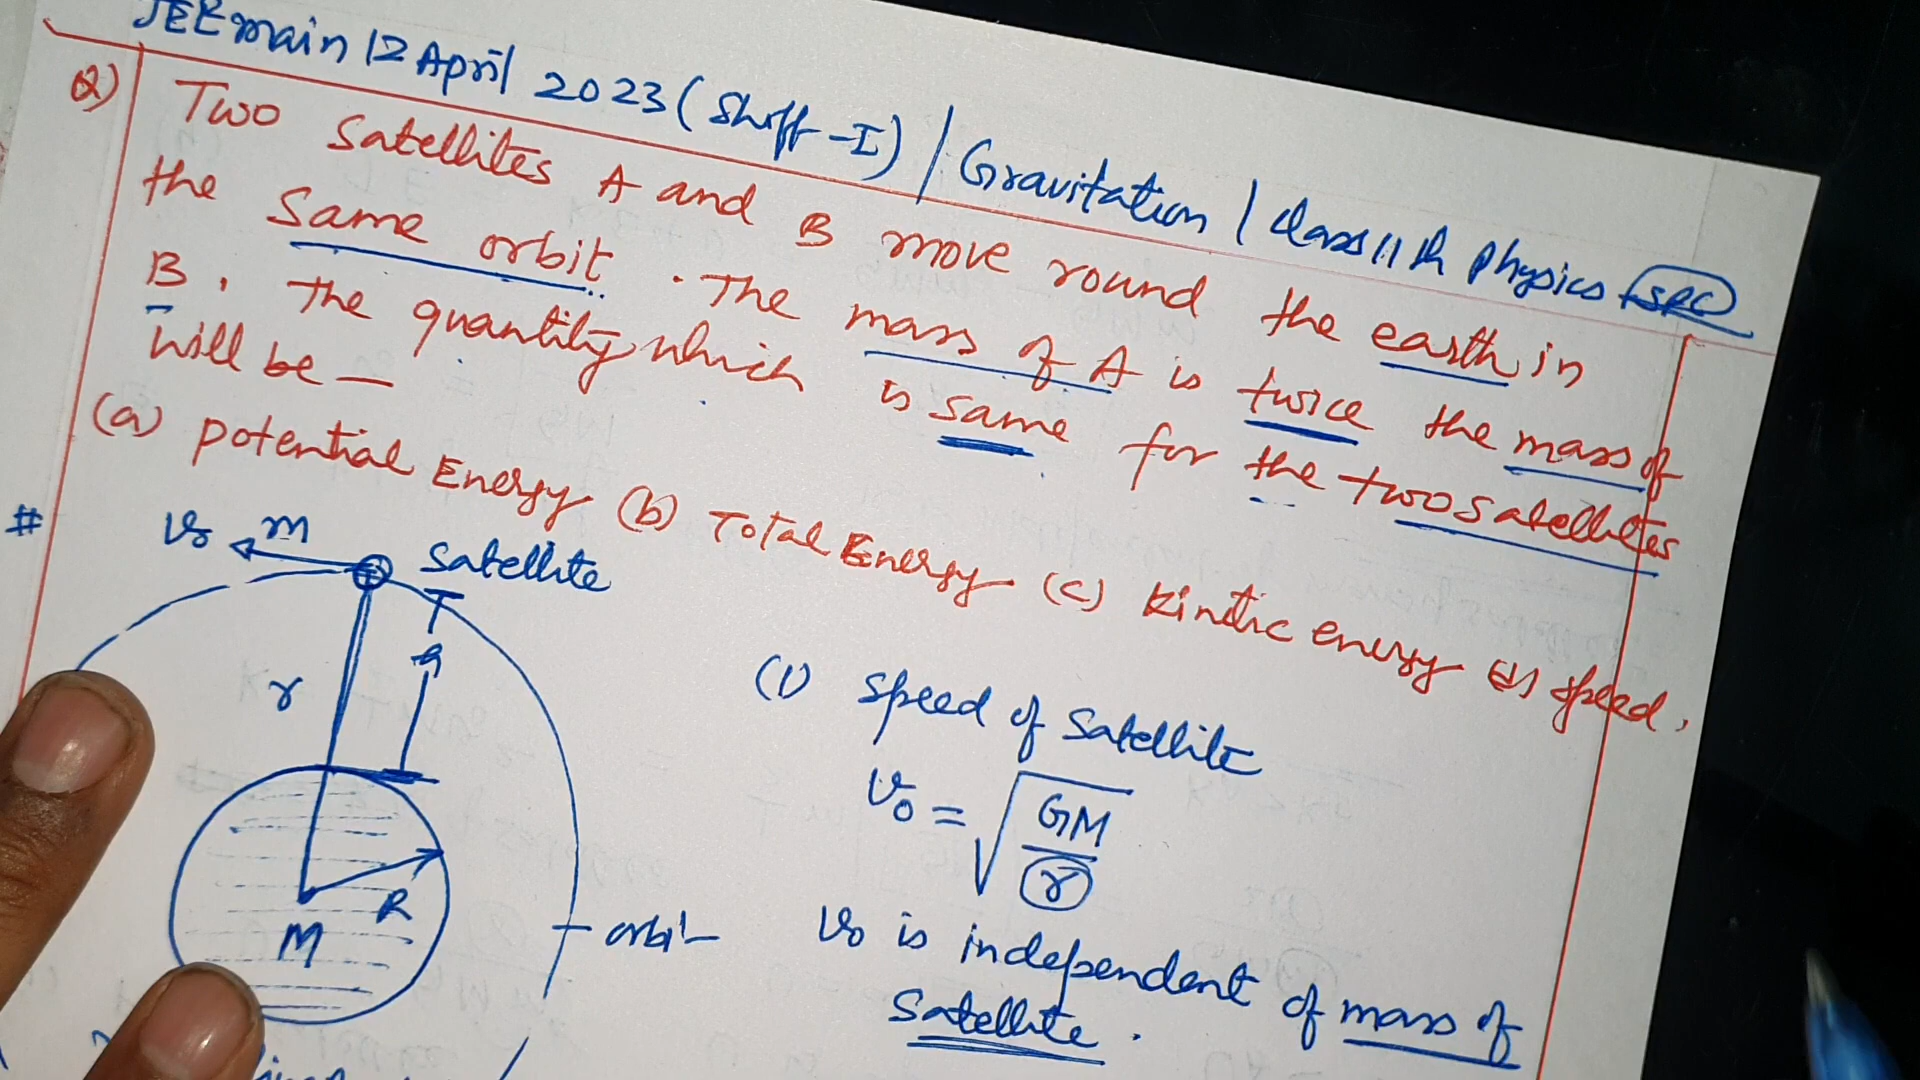 JEE main 12 April 2023 (Shift-I) | Gravitation | Class 11th Physics SPC
Q) Two Satellites A and B move round the earth in
the Same orbit. The mass of A is twice the mass of
B. The quantity which is same for the two satellites
will be —
(a) potential Energy (b) Total Energy (c) Kinetic energy (d) speed.
#
v₀ m
Satellite
r
h
R
M
orbit
(1) speed of Satellite
v₀ = √GM/r
v₀ is independent of mass of
Satellite.